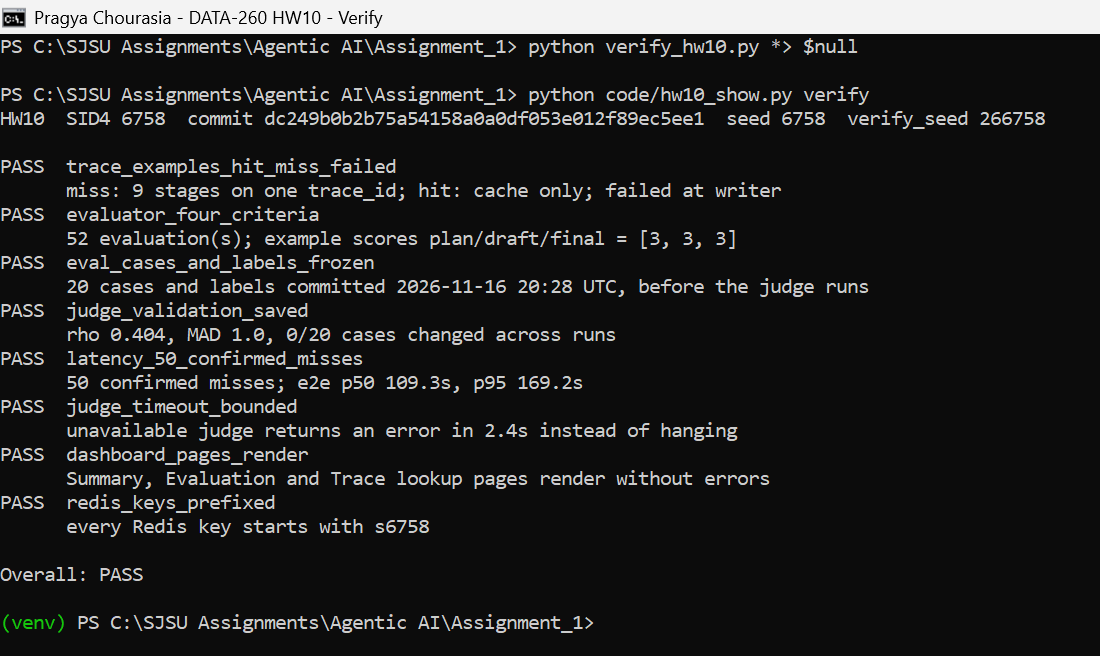 Pragya Chourasia - DATA-260 HW10 - Verify
PS C:\SJSU Assignments\Agentic AI\Assignment_1> python verify_hw10.py *> $null
PS C:\SJSU Assignments\Agentic AI\Assignment_1> python code/hw10_show.py verify
HW10  SID4 6758  commit dc249b0b2b75a54158a0a0df053e012f89ec5ee1  seed 6758  verify_seed 266758
PASS  trace_examples_hit_miss_failed
      miss: 9 stages on one trace_id; hit: cache only; failed at writer
PASS  evaluator_four_criteria
      52 evaluation(s); example scores plan/draft/final = [3, 3, 3]
PASS  eval_cases_and_labels_frozen
      20 cases and labels committed 2026-11-16 20:28 UTC, before the judge runs
PASS  judge_validation_saved
      rho 0.404, MAD 1.0, 0/20 cases changed across runs
PASS  latency_50_confirmed_misses
      50 confirmed misses; e2e p50 109.3s, p95 169.2s
PASS  judge_timeout_bounded
      unavailable judge returns an error in 2.4s instead of hanging
PASS  dashboard_pages_render
      Summary, Evaluation and Trace lookup pages render without errors
PASS  redis_keys_prefixed
      every Redis key starts with s6758
Overall: PASS
(venv) PS C:\SJSU Assignments\Agentic AI\Assignment_1>